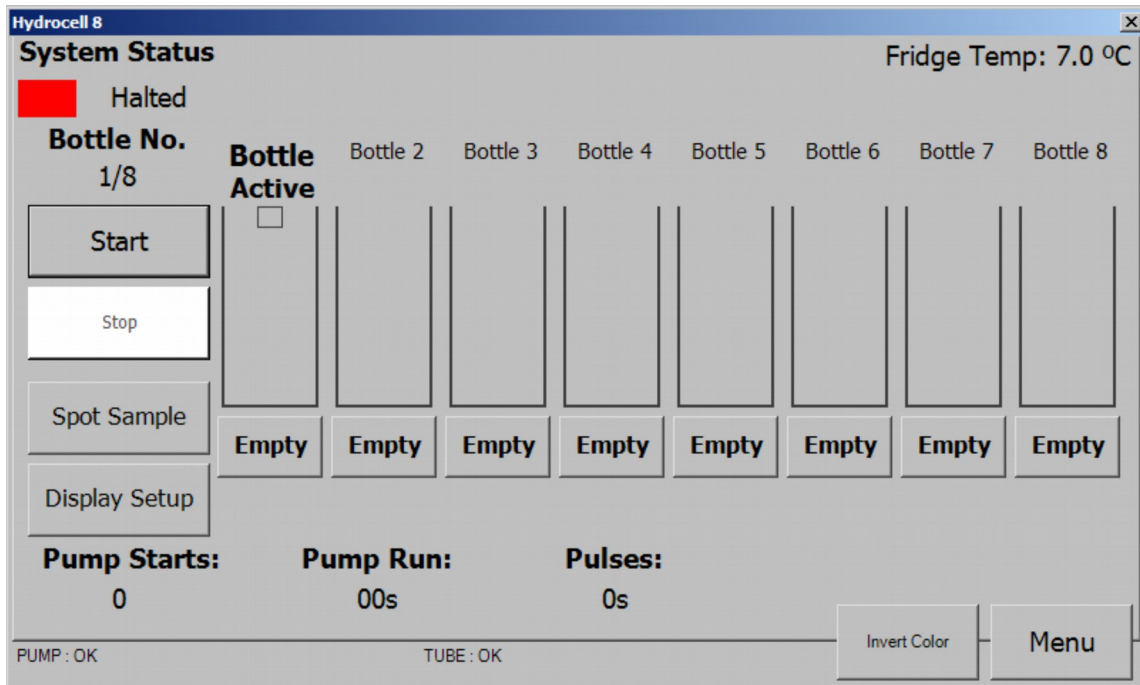 Hydrocell 8
System Status
Fridge Temp: 7.0 ºC
Halted
Bottle No.
1/8
Bottle Active
Bottle 2
Bottle 3
Bottle 4
Bottle 5
Bottle 6
Bottle 7
Bottle 8
Start
Stop
Spot Sample
Display Setup
Empty Empty Empty Empty Empty Empty Empty Empty
Pump Starts: Pump Run: Pulses:
0 00s 0s
Invert Color
Menu
PUMP : OK
TUBE : OK